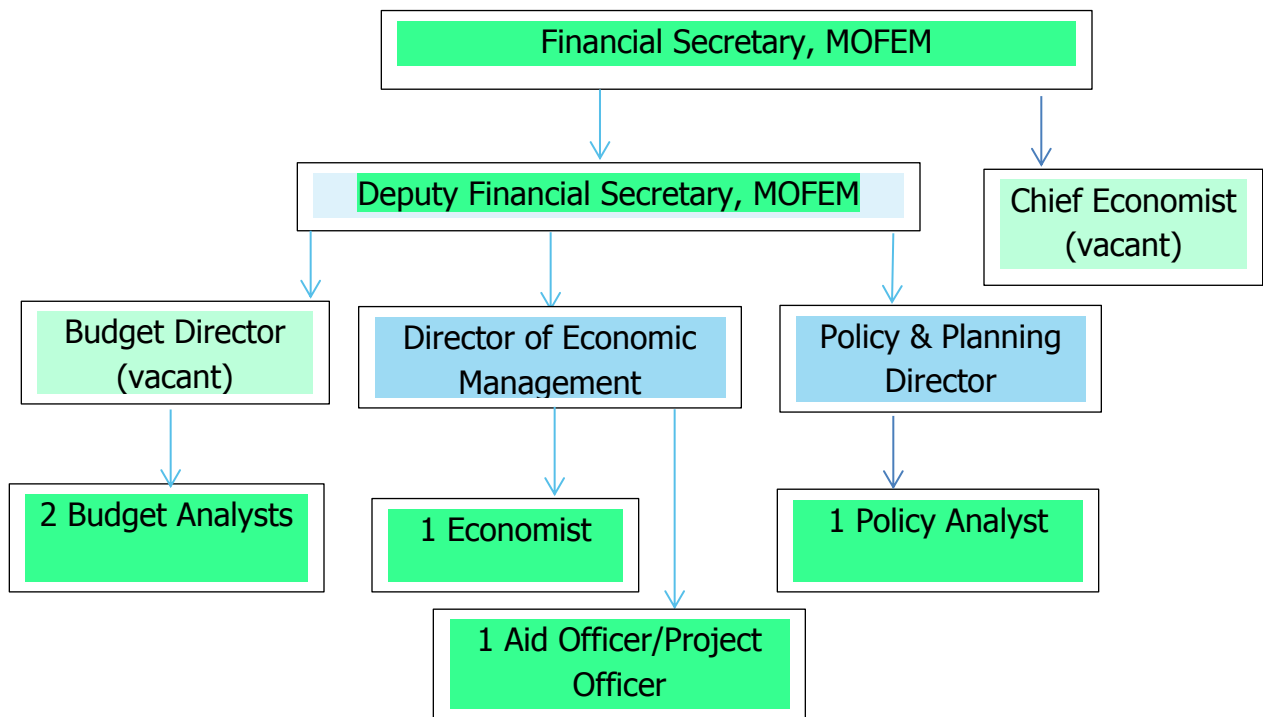 Financial Secretary, MOFEM
Deputy Financial Secretary, MOFEM
Chief Economist
(vacant)
Budget Director
(vacant)
Director of Economic
Management
Policy & Planning
Director
2 Budget Analysts
1 Economist
1 Policy Analyst
1 Aid Officer/Project
Officer